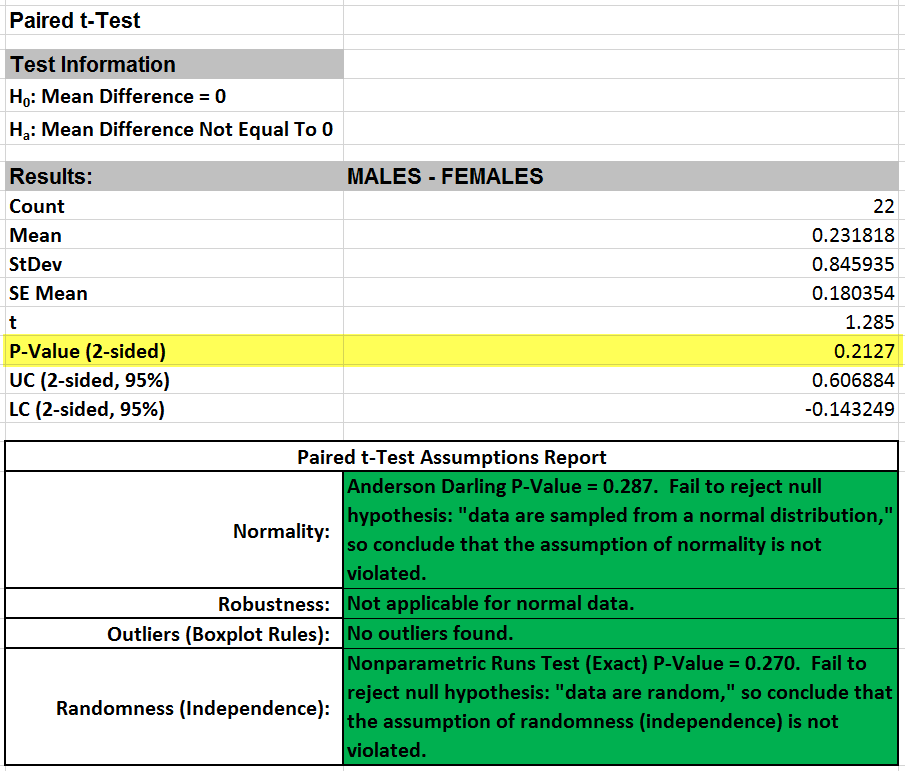 Paired t-Test
Test Information
H0: Mean Difference = 0
Ha: Mean Difference Not Equal To 0
Results: MALES - FEMALES
Count 22
Mean 0.231818
StDev 0.845935
SE Mean 0.180354
t 1.285
P-Value (2-sided) 0.2127
UC (2-sided, 95%) 0.606884
LC (2-sided, 95%) -0.143249
Paired t-Test Assumptions Report
Normality:
Anderson Darling P-Value = 0.287.  Fail to reject null
hypothesis: "data are sampled from a normal distribution,"
so conclude that the assumption of normality is not
violated.
Robustness: Not applicable for normal data.
Outliers (Boxplot Rules): No outliers found.
Randomness (Independence):
Nonparametric Runs Test (Exact) P-Value = 0.270.  Fail to
reject null hypothesis: "data are random," so conclude that
the assumption of randomness (independence) is not
violated.